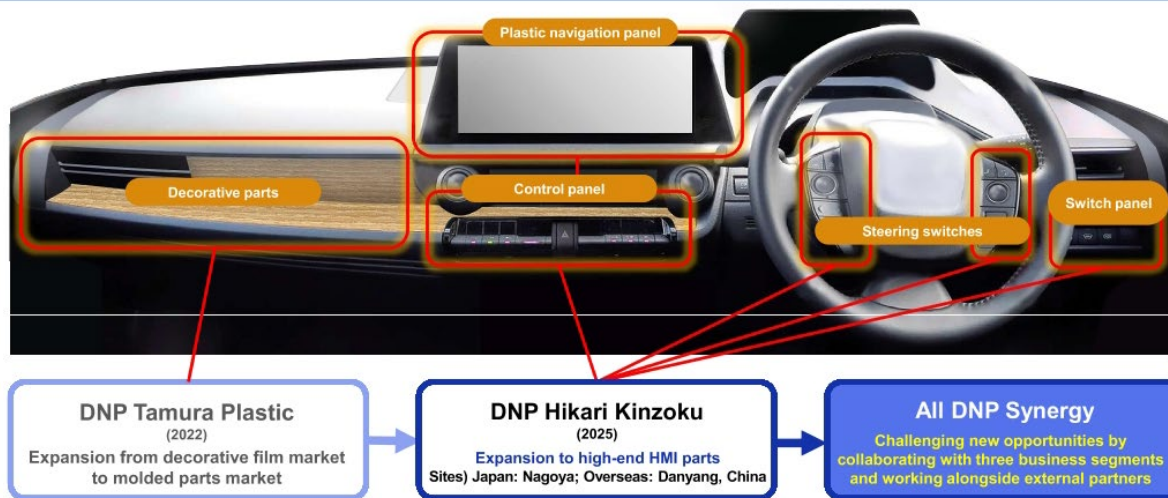 Plastic navigation panel
Decorative parts
Control panel
Switch panel
Steering switches
DNP Tamura Plastic
(2022)
Expansion from decorative film market
to molded parts market
DNP Hikari Kinzoku
(2025)
Expansion to high-end HMI parts
Sites) Japan: Nagoya; Overseas: Danyang, China
All DNP Synergy
Challenging new opportunities by
collaborating with three business segments
and working alongside external partners